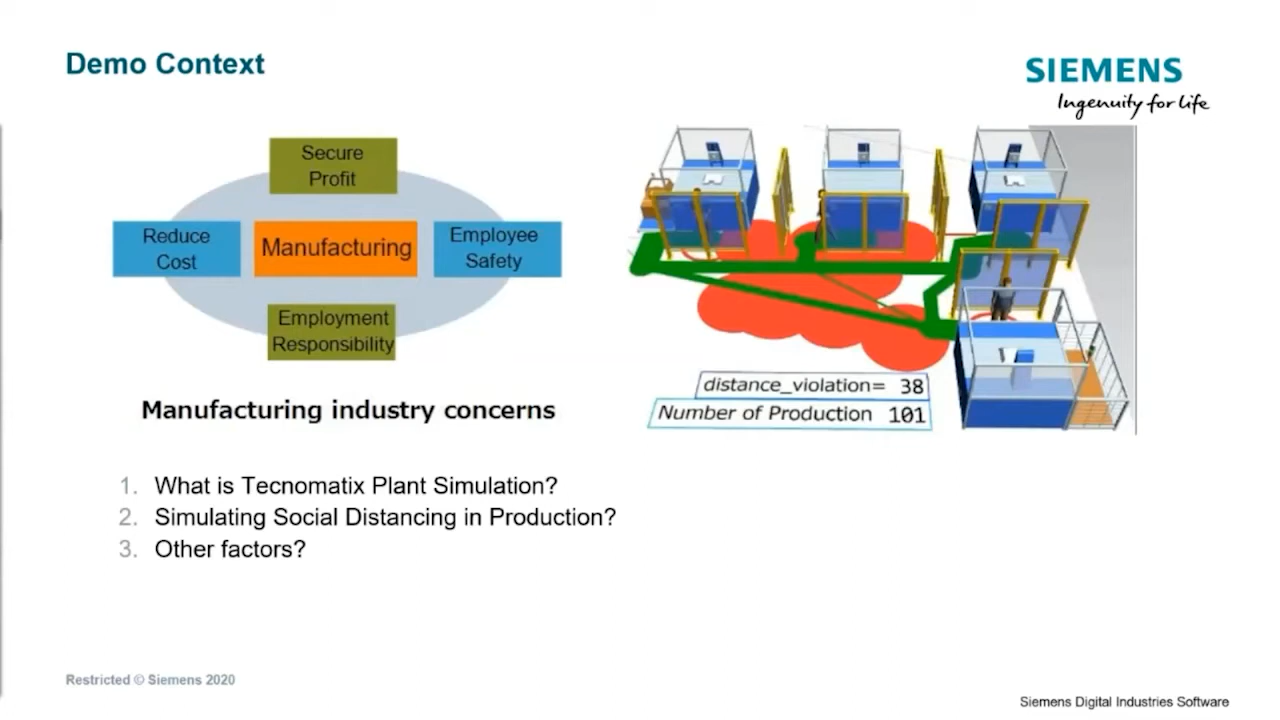 Demo Context
SIEMENS
Ingenuity for life
Secure
Profit
Reduce
Cost
Manufacturing
Employee
Safety
Employment
Responsibility
Manufacturing industry concerns
distance_violation= 38
Number of Production 101
1. What is Tecnomatix Plant Simulation?
2. Simulating Social Distancing in Production?
3. Other factors?
Restricted © Siemens 2020
Siemens Digital Industries Software